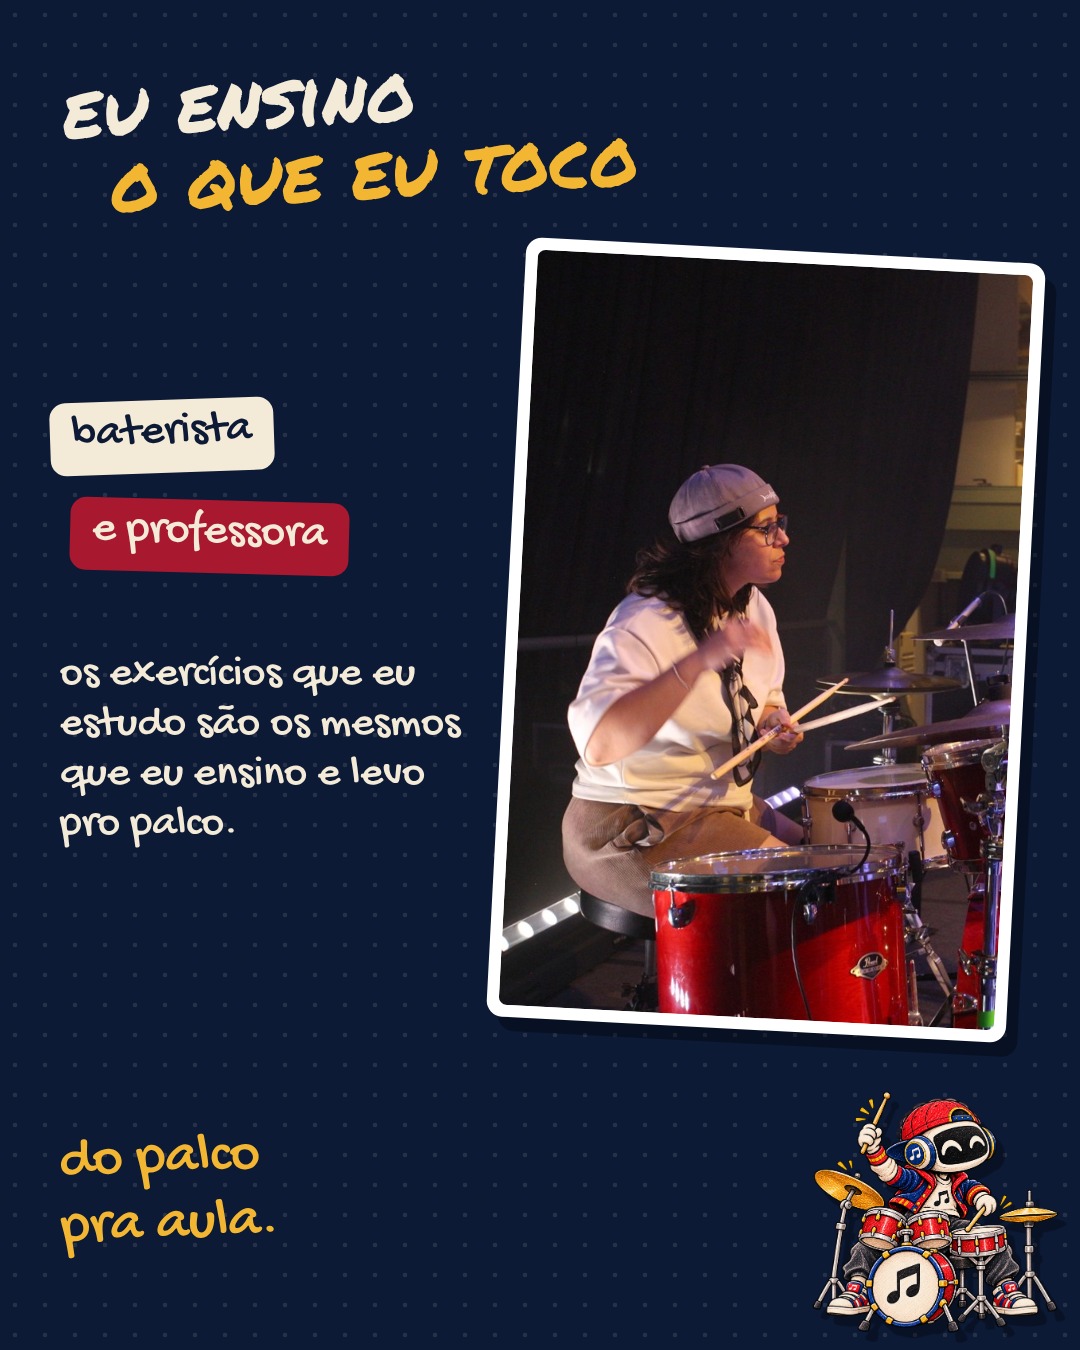 EU ENSINO
O QUE EU TOCO
baterista
e professora
os exercícios que eu
estudo são os mesmos
que eu ensino e levo
pro palco.
Pearl
do palco
pra aula.